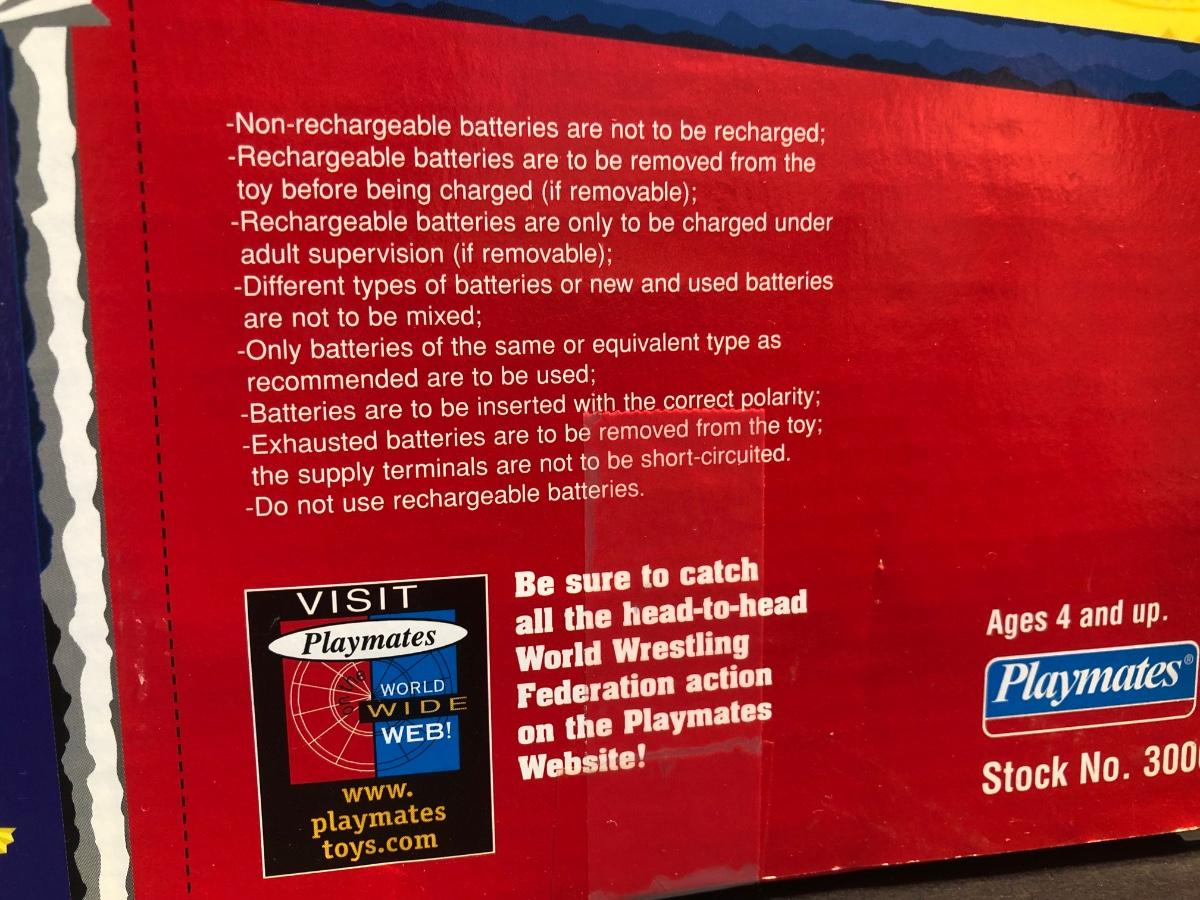 -Non-rechargeable batteries are not to be recharged;
-Rechargeable batteries are to be removed from the
toy before being charged (if removable);
-Rechargeable batteries are only to be charged under
adult supervision (if removable);
-Different types of batteries or new and used batteries
are not to be mixed;
-Only batteries of the same or equivalent type as
recommended are to be used;
-Batteries are to be inserted with the correct polarity;
-Exhausted batteries are to be removed from the toy;
the supply terminals are not to be short-circuited.
-Do not use rechargeable batteries.
VISIT
Playmates
on the
WORLD
WIDE
WEB!
www.
playmates
toys.com
Be sure to catch
all the head-to-head
World Wrestling
Federation action
on the Playmates
Website!
Ages 4 and up.
Playmates®
Stock No. 300